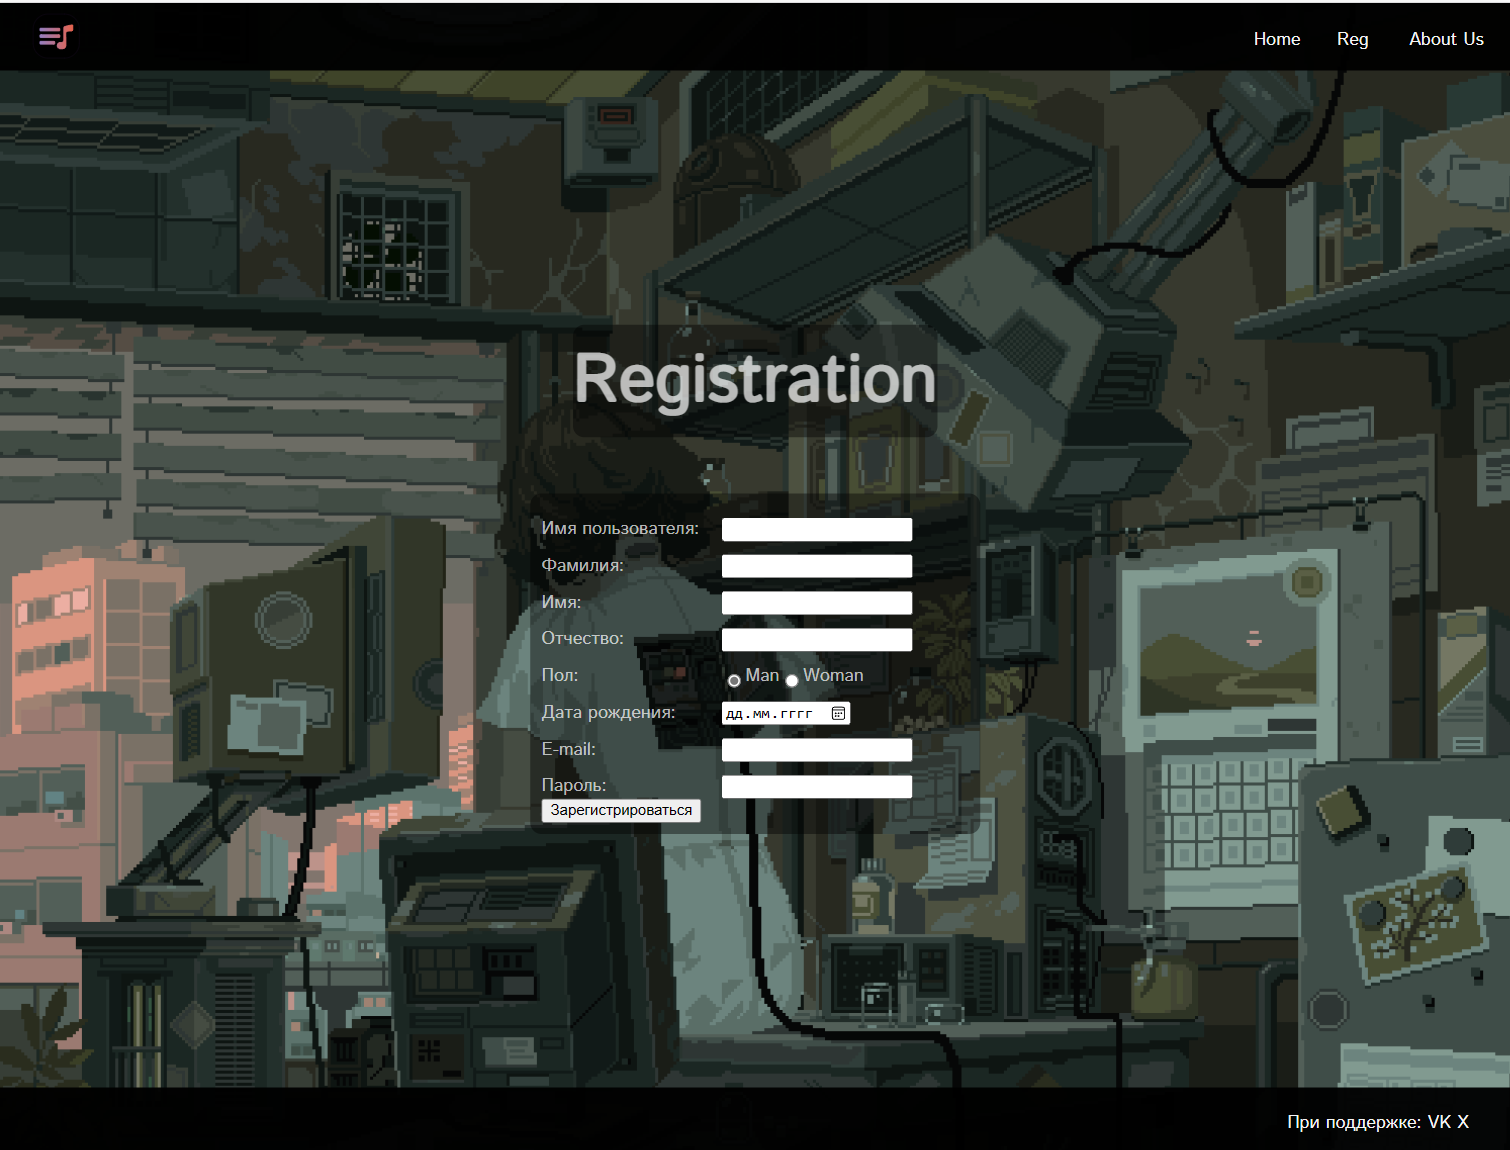 Home Reg About Us
Registration
Имя пользователя:
Фамилия:
Имя:
Отчество:
Пол: Man Woman
Дата рождения: дд.мм.гггг
E-mail:
Пароль:
Зарегистрироваться
При поддержке: VK X